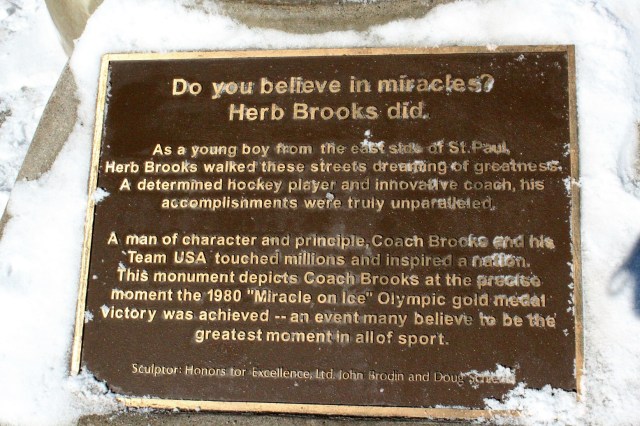 Do you believe in miracles?
Herb Brooks did.
As a young boy from the east side of St. Paul,
Herb Brooks walked these streets dreaming of greatness.
A determined hockey player and innovative coach, his
accomplishments were truly unparalleled.
A man of character and principle, Coach Brooks and his
Team USA touched millions and inspired a nation.
This monument depicts Coach Brooks at the precise
moment the 1980 "Miracle on Ice" Olympic gold medal
victory was achieved -- an event many believe to be the
greatest moment in all of sport.
Sculptor: Honors for Excellence, Ltd. John Brodin and Doug